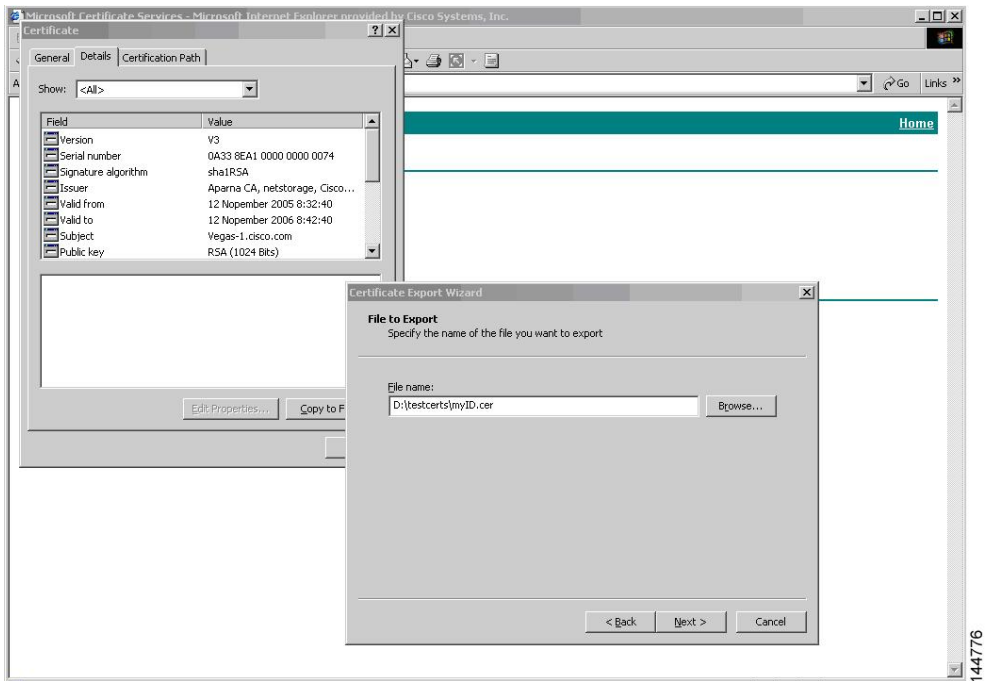 Microsoft Certificate Services - Microsoft Internet Explorer provided by Cisco Systems, Inc.
Certificate
General Details Certification Path
Go Links »
Show: <All>
Home
Field Value
Version V3
Serial number 0A33 8EA1 0000 0000 0074
Signature algorithm sha1RSA
Issuer Aparna CA, netstorage, Cisco...
Valid from 12 Nopember 2005 8:32:40
Valid to 12 Nopember 2006 8:42:40
Subject Vegas-1.cisco.com
Public key RSA (1024 Bits)
Edit Properties... Copy to F
Certificate Export Wizard
File to Export
Specify the name of the file you want to export
File name:
D:\testcerts\myID.cer
Browse...
< Back Next > Cancel
144776